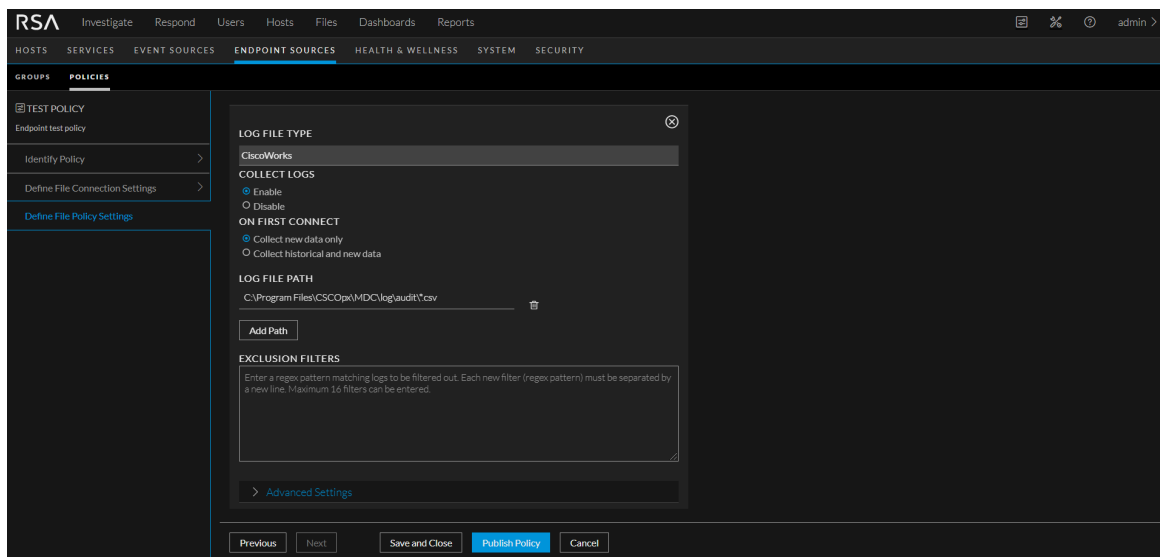 RSA Investigate Respond Users Hosts Files Dashboards Reports admin >
HOSTS SERVICES EVENT SOURCES ENDPOINT SOURCES HEALTH & WELLNESS SYSTEM SECURITY
GROUPS POLICIES
TEST POLICY
Endpoint test policy
Identify Policy >
Define File Connection Settings >
Define File Policy Settings
LOG FILE TYPE
CiscoWorks
COLLECT LOGS
Enable
Disable
ON FIRST CONNECT
Collect new data only
Collect historical and new data
LOG FILE PATH
C:\Program Files\CSCOpx\MDC\log\audit\*.csv
Add Path
EXCLUSION FILTERS
Enter a regex pattern matching logs to be filtered out. Each new filter (regex pattern) must be separated by
a new line. Maximum 16 filters can be entered.
> Advanced Settings
Previous Next Save and Close Publish Policy Cancel